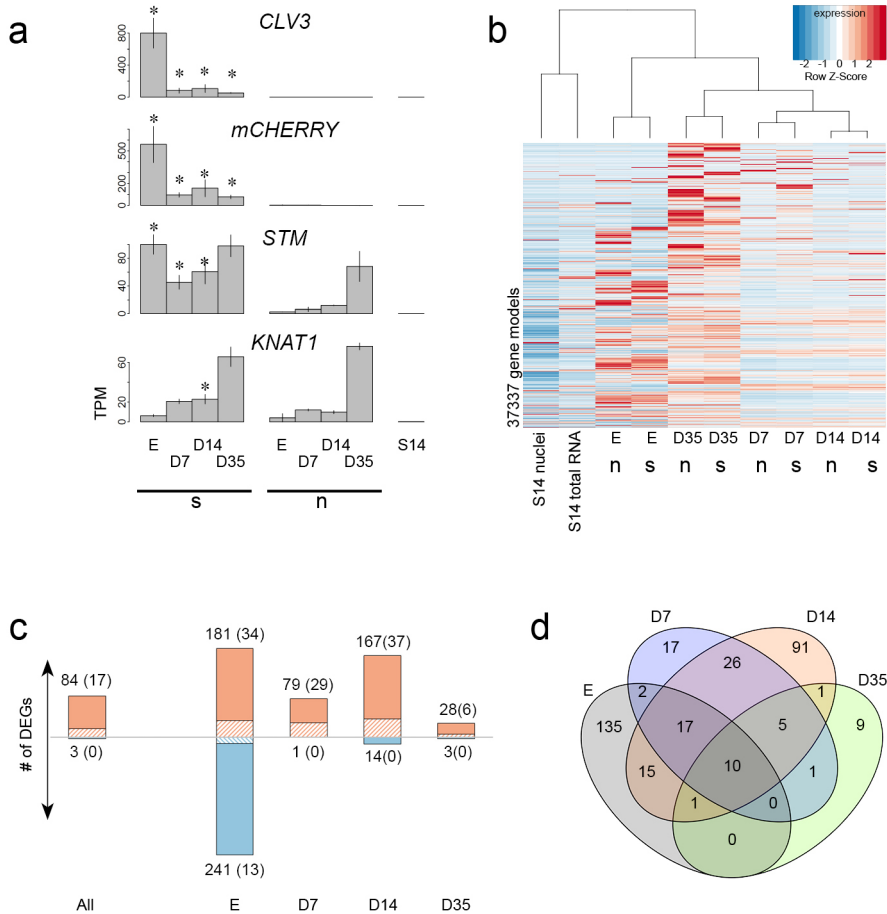 a
CLV3
800
400
0
* * * *
mCHERRY
500
200
0
* * * *
STM
80
40
0
* * *
KNAT1
60
20
0
*
TPM
E D7 D14 D35
E D7 D14 D35
S14
s
n
b
expression
-2 -1 0 1 2
Row Z-Score
37337 gene models
S14 nuclei
S14 total RNA
E E D35 D35 D7 D7 D14 D14
n s n s n s n s
c
# of DEGs
84 (17)
3 (0)
181 (34)
241 (13)
79 (29)
1 (0)
167 (37)
14(0)
28(6)
3(0)
All E D7 D14 D35
d
D7
D14
E
D35
17
91
26
2
1
135
17
5
9
15
10
1
1
0
0